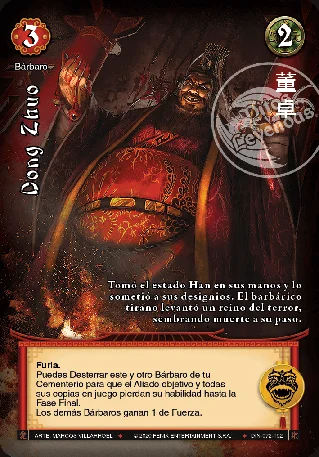 3
2
Bárbaro
董卓
Dong Zhuo
Tomó el estado Han en sus manos y lo
sometió a sus designios. El barbárico
tirano levantó un reino del terror,
sembrando muerte a su paso.
Furia.
Puedes Desterrar este y otro Bárbaro de tu
Cementerio para que el Aliado objetivo y todas
sus copias en juego pierdan su habilidad hasta la
Fase Final.
Los demás Bárbaros ganan 1 de Fuerza.
ARTE: MARCOS VILLARROEL